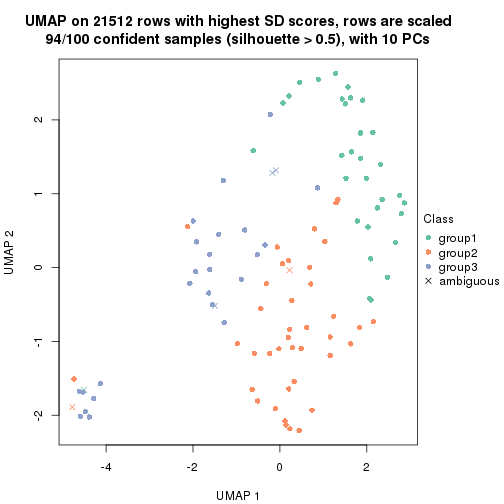 UMAP on 21512 rows with highest SD scores, rows are scaled
94/100 confident samples (silhouette > 0.5), with 10 PCs
UMAP 2
2
1
0
-1
-2
-4
-2
0
2
UMAP 1
Class
group1
group2
group3
ambiguous